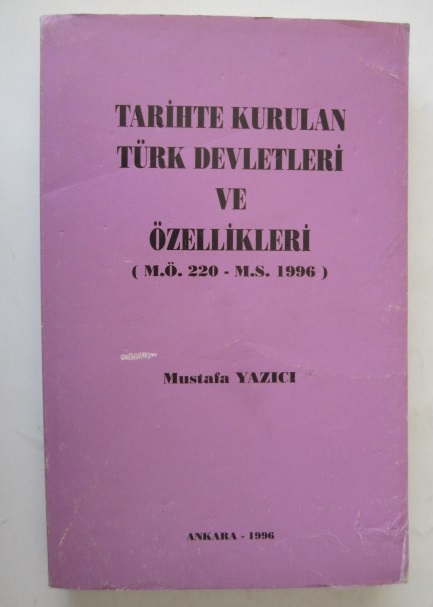 TARİHTE KURULAN
TÜRK DEVLETLERİ
VE
ÖZELLİKLERİ
( M.Ö. 220 - M.S. 1996 )
Mustafa YAZICI
ANKARA - 1996